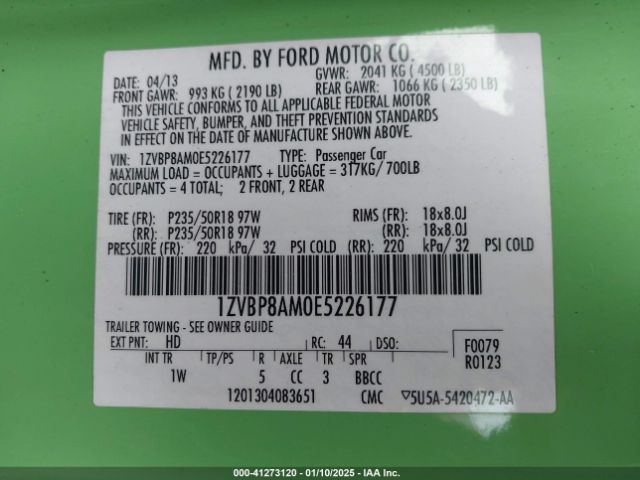 MFD. BY FORD MOTOR CO.
DATE: 04/13 GVWR: 2041 KG ( 4500 LB)
FRONT GAWR: 993 KG ( 2190 LB) REAR GAWR: 1066 KG ( 2350 LB)
THIS VEHICLE CONFORMS TO ALL APPLICABLE FEDERAL MOTOR
VEHICLE SAFETY, BUMPER, AND THEFT PREVENTION STANDARDS
IN EFFECT ON THE DATE OF MANUFACTURE SHOWN ABOVE.
VIN: 1ZVBP8AM0E5226177 TYPE: Passenger Car
MAXIMUM LOAD = OCCUPANTS + LUGGAGE = 317KG/ 700LB
OCCUPANTS = 4 TOTAL; 2 FRONT, 2 REAR
TIRE (FR): P235/50R18 97W RIMS (FR): 18x8.0J
(RR): P235/50R18 97W (RR): 18x8.0J
PRESSURE (FR): 220 kPa/ 32 PSI COLD (RR): 220 kPa/ 32 PSI COLD
1ZVBP8AM0E5226177
TRAILER TOWING - SEE OWNER GUIDE
EXT PNT: HD RC: 44 DSO: F0079
INT TR TP/PS R AXLE TR SPR R0123
1W 5 CC 3 BBCC
1201304083651 CMC ▽5U5A-5420472-AA
000-41273120 - 01/10/2025 - IAA Inc.